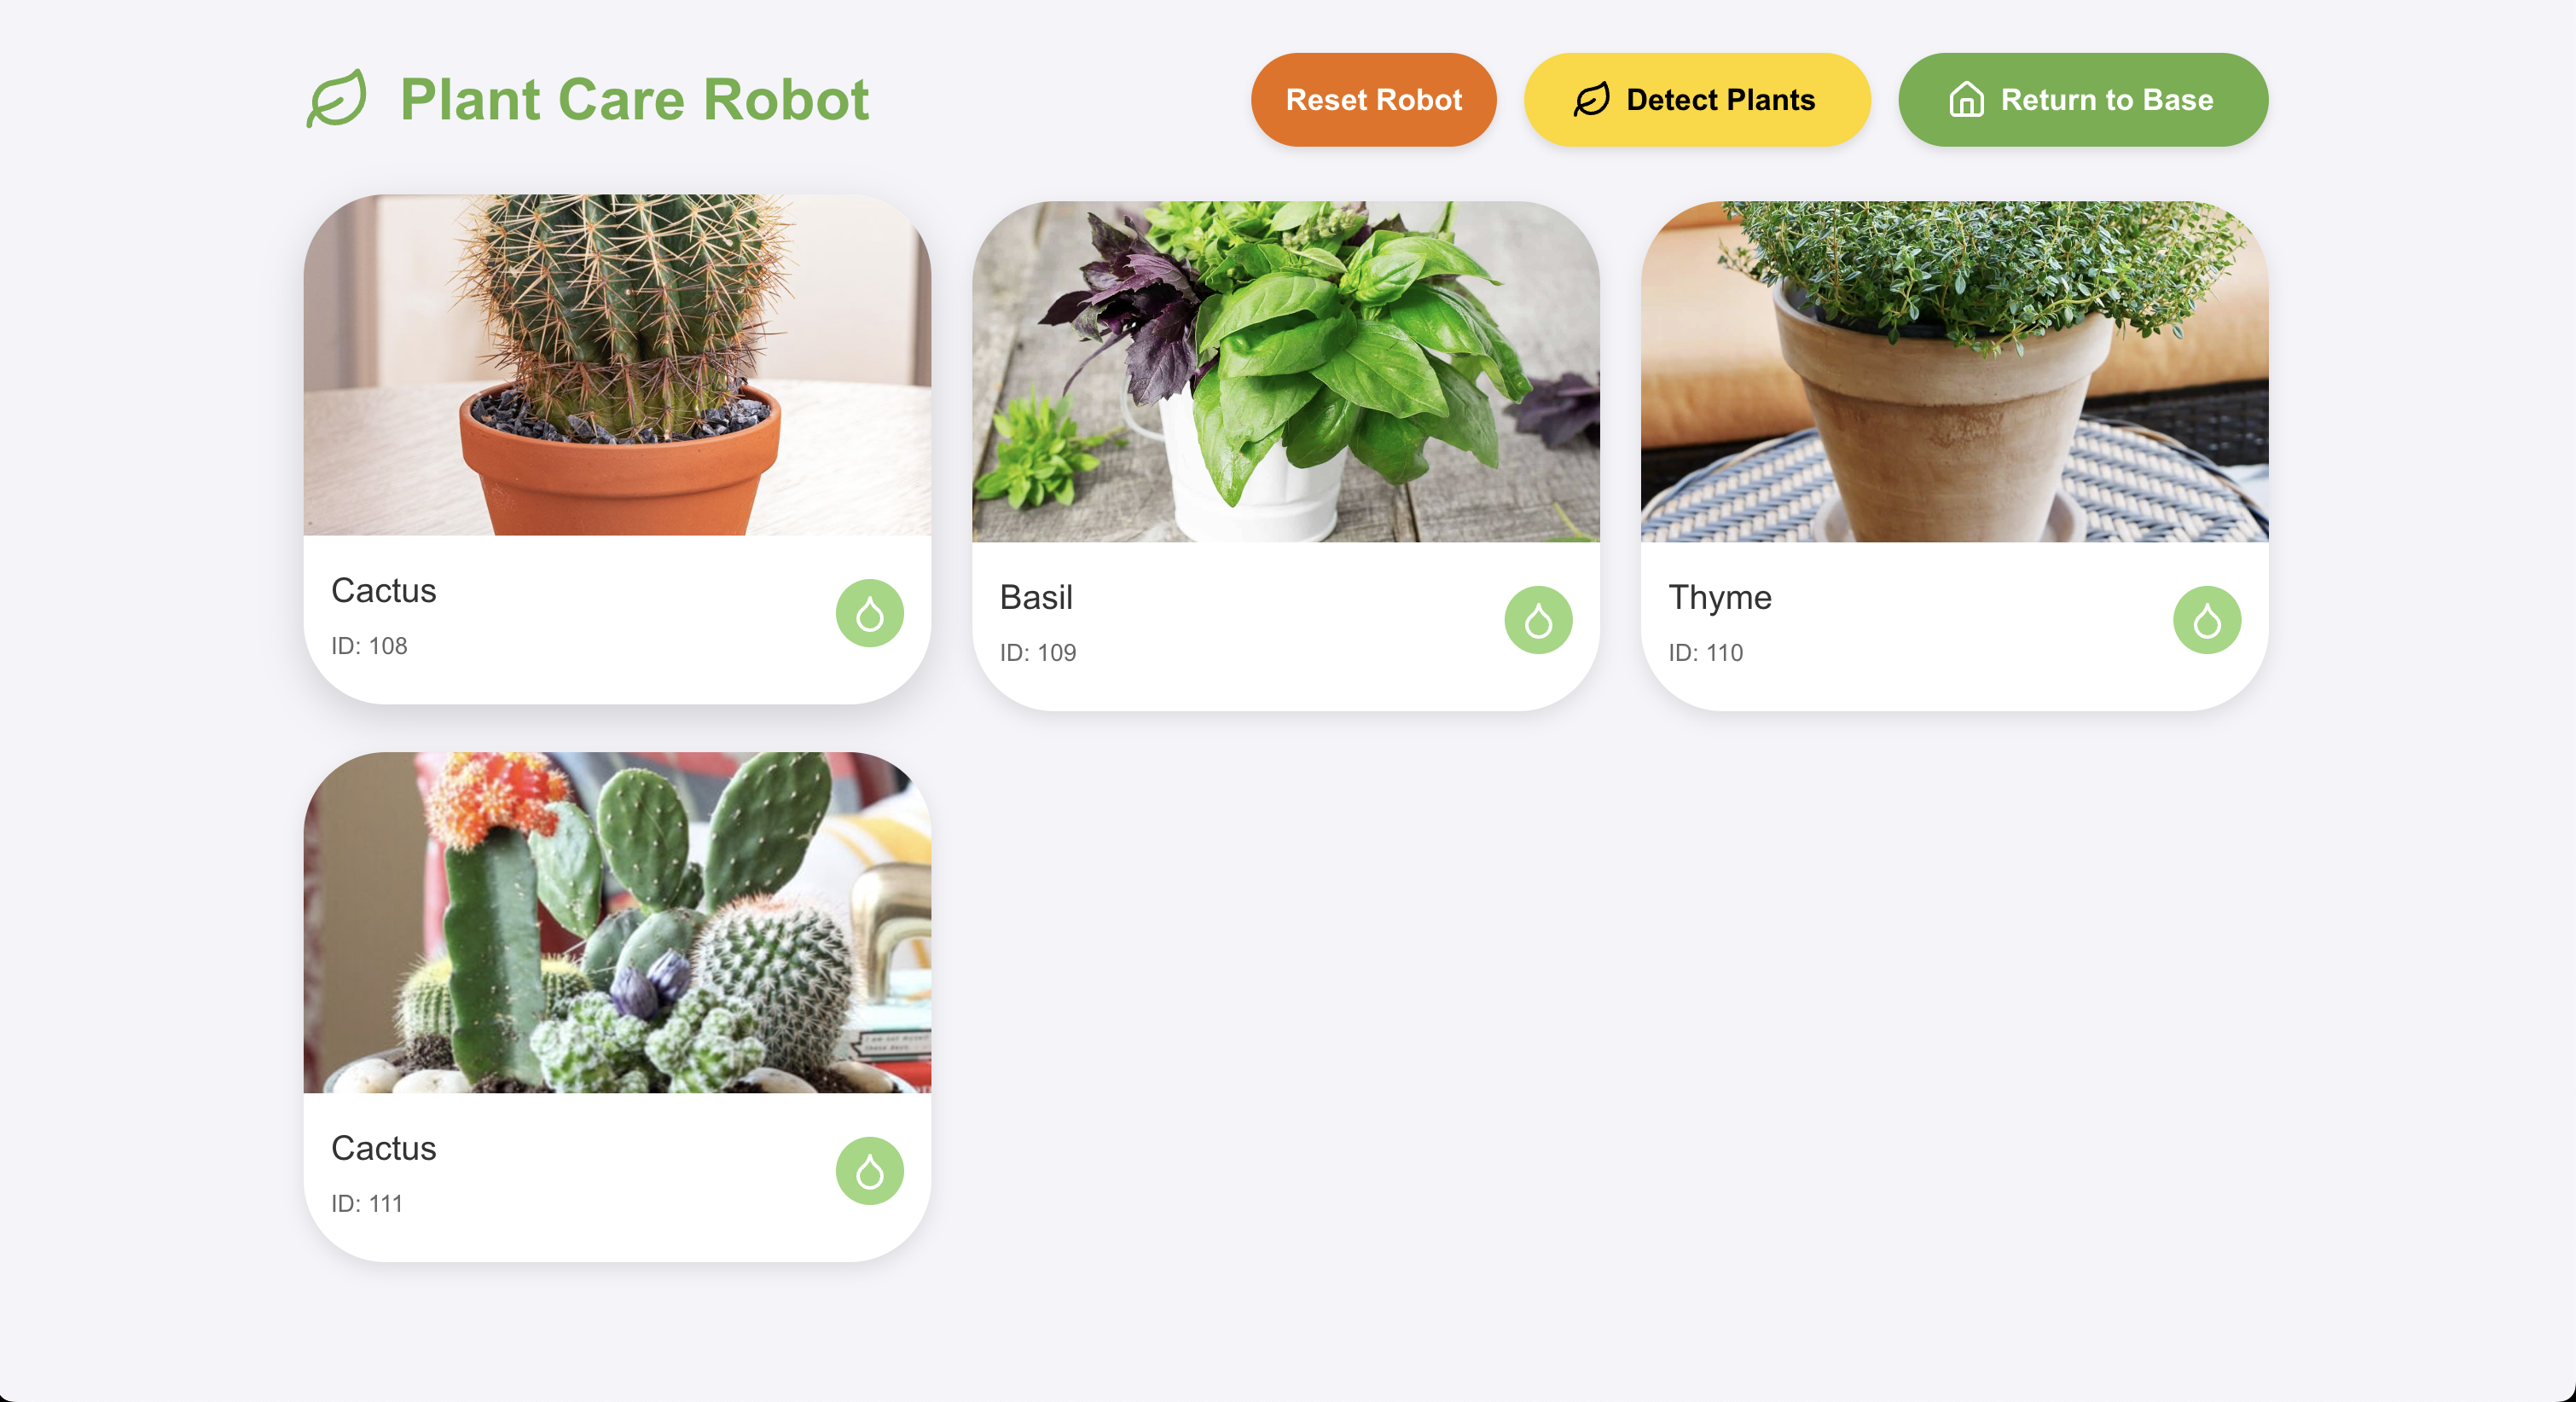 Plant Care Robot
Reset Robot
Detect Plants
Return to Base
Cactus
ID: 108
Basil
ID: 109
Thyme
ID: 110
Cactus
ID: 111